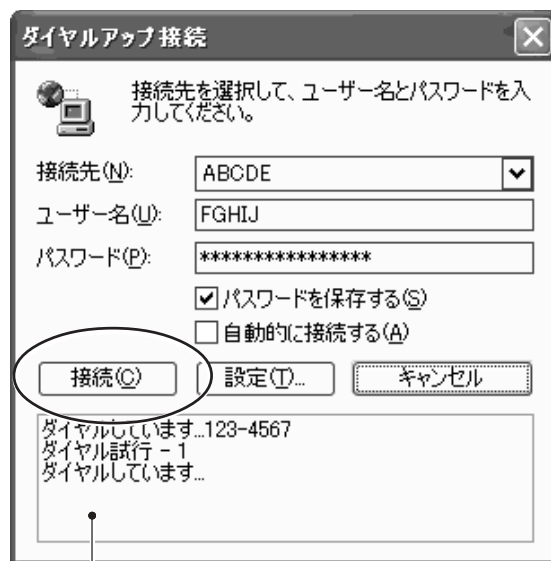 ダイヤルアップ接続
接続先を選択して、ユーザー名とパスワードを入
力してください。
接続先(N):
ABCDE
ユーザー名(U):
FGHIJ
パスワード(P):
****************
パスワードを保存する(S)
自動的に接続する(A)
接続(C) 設定(T)... キャンセル
ダイヤルしています...123-4567
ダイヤル試行 - 1
ダイヤルしています...